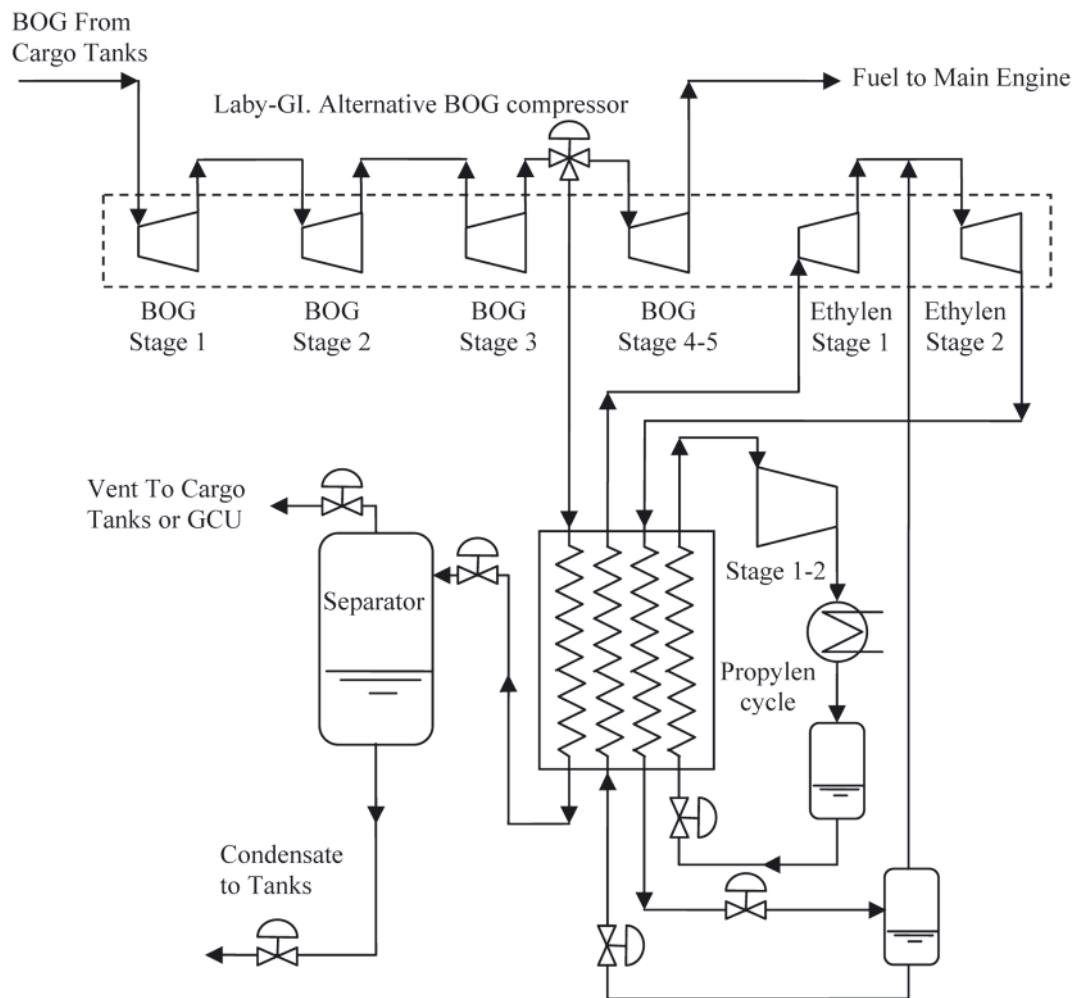 BOG From
Cargo Tanks
Fuel to Main Engine
Laby-GI. Alternative BOG compressor
BOG
Stage 1
BOG
Stage 2
BOG
Stage 3
BOG
Stage 4-5
Ethylen
Stage 1
Ethylen
Stage 2
Vent To Cargo
Tanks or GCU
Stage 1-2
Separator
Propylen
cycle
Condensate
to Tanks